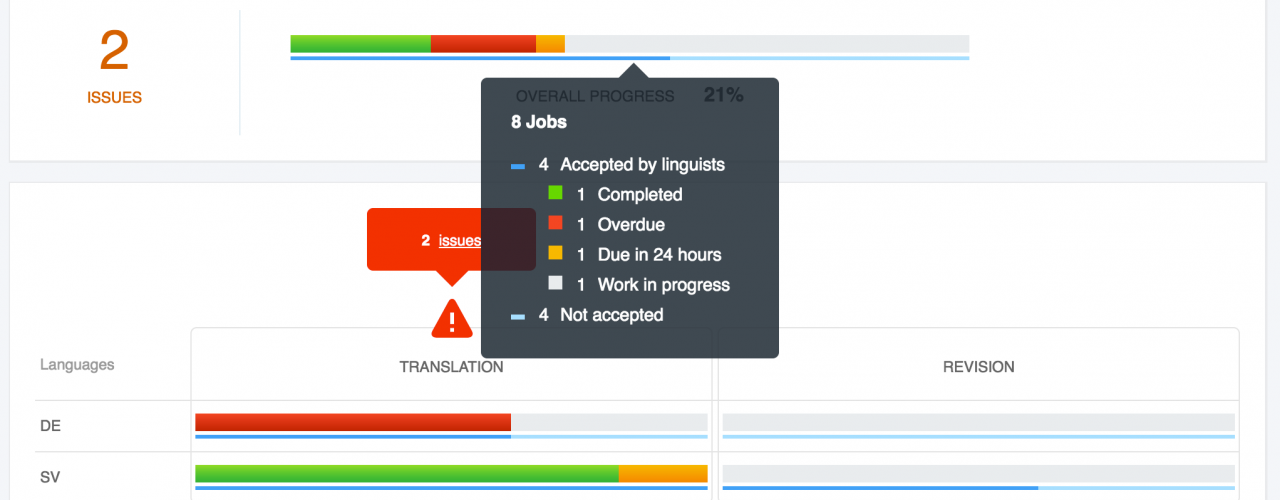 2
ISSUES
OVERALL PROGRESS 21%
8 Jobs
4 Accepted by linguists
1 Completed
1 Overdue
1 Due in 24 hours
1 Work in progress
4 Not accepted
2 issues
Languages
TRANSLATION
REVISION
DE
SV